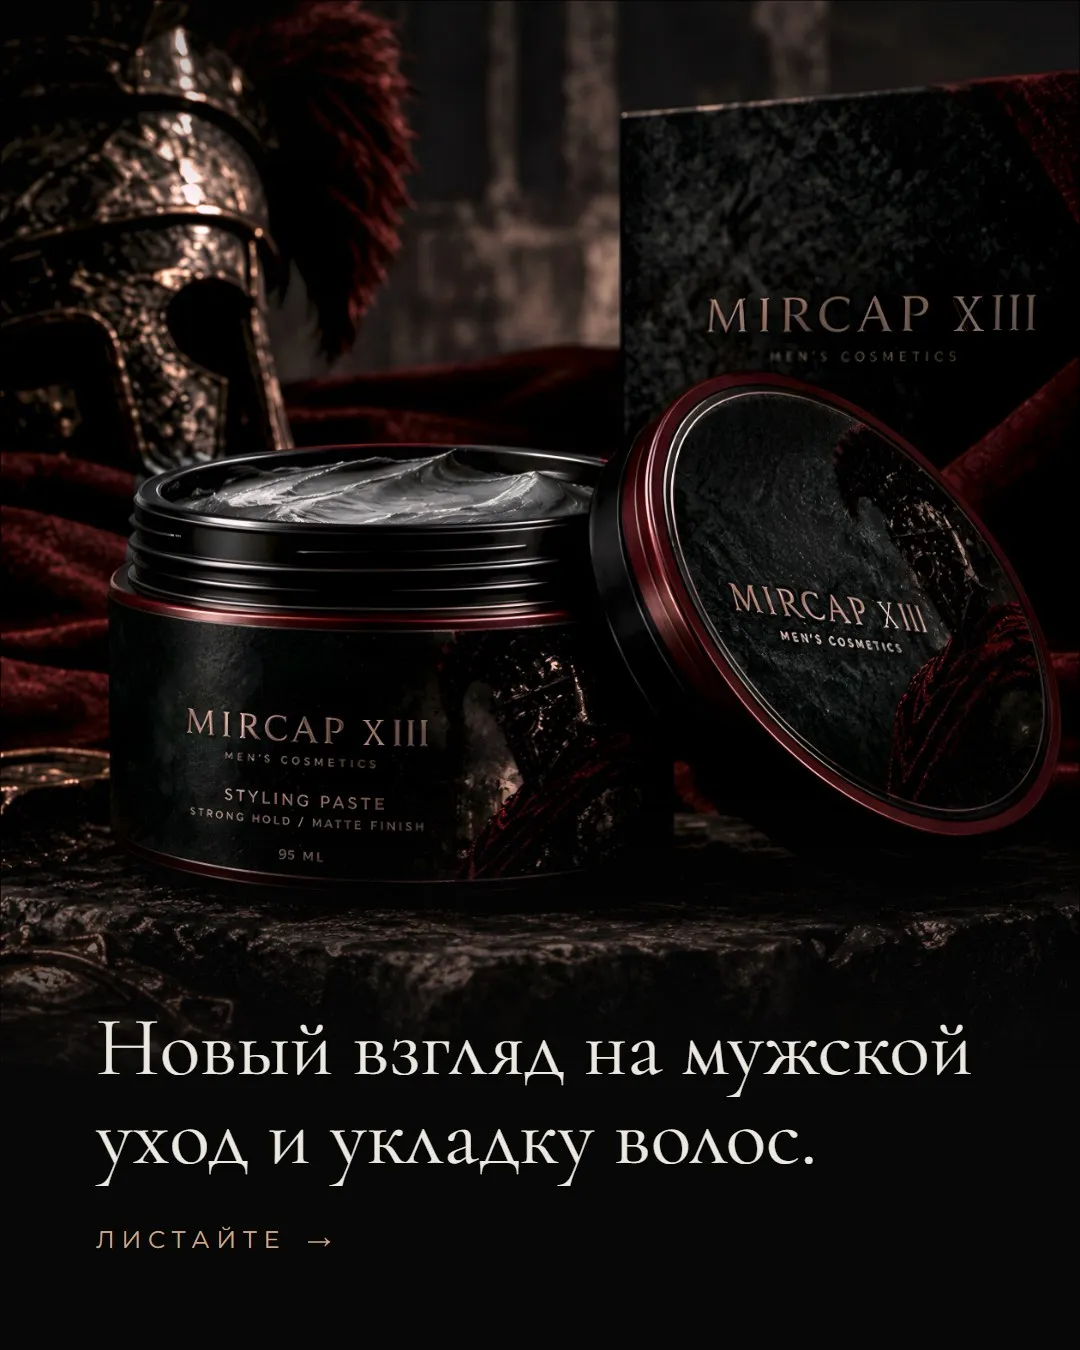 MIRCAP XIII
MEN'S COSMETICS
MIRCAP XIII
MEN'S COSMETICS
MIRCAP XIII
MEN'S COSMETICS
STYLING PASTE
STRONG HOLD / MATTE FINISH
95 ML
Новый взгляд на мужской
уход и укладку волос.
ЛИСТАЙТЕ →